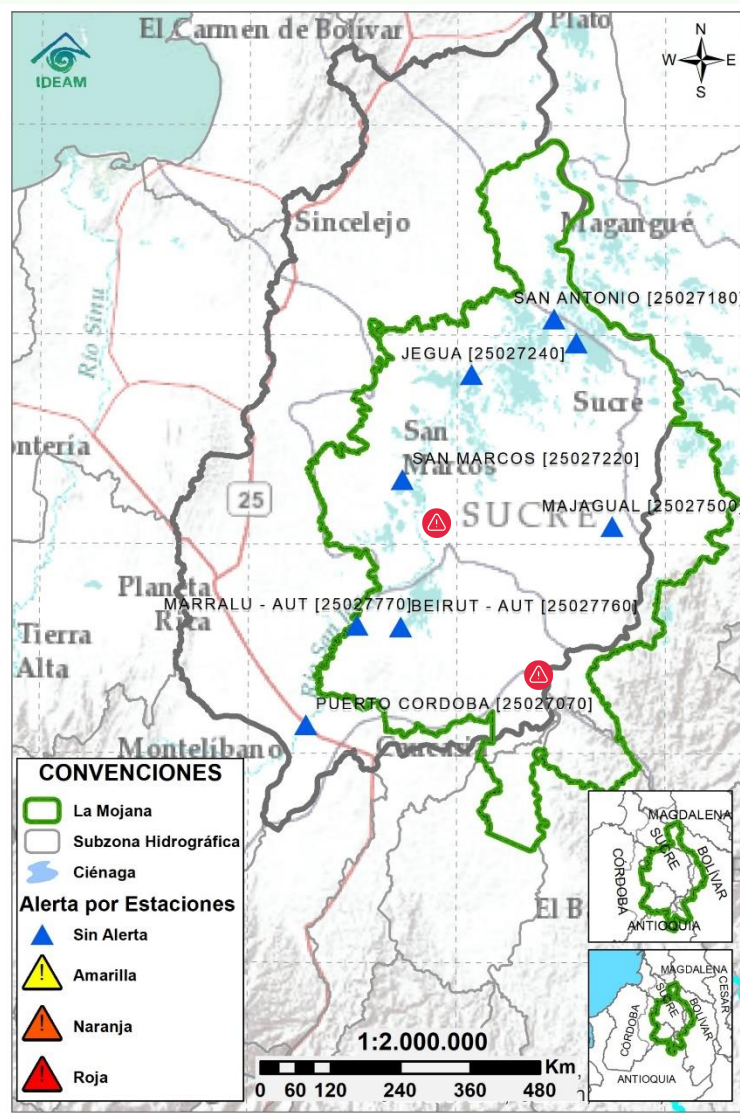 El Carmen de Bolívar
Plato
IDEAM
N
W
E
S
Sincelejo
Magangué
SAN ANTONIO [25027180]
Rio Sinu
JEGUA [25027240]
Sucre
ontería
San
Marcos
SAN MARCOS [25027220]
25
SUCRE
MAJAGUAL [25027500]
Planeta
Rica
MARRALU - AUT [25027770]
BEIRUT - AUT [25027760]
Tierra
Alta
PUERTO CORDOBA [25027070]
Montelíbano
El B
CONVENCIONES
La Mojana
Subzona Hidrográfica
Ciénaga
Alerta por Estaciones
Sin Alerta
Amarilla
Naranja
Roja
1:2.000.000
Km
0 60 120 240 360 480
MAGDALENA
SUCRE
BOLÍVAR
CÓRDOBA
ANTIOQUIA
MAGDALENA
CESAR
SUCRE
BOLÍVAR
CÓRDOBA
ANTIOQUIA